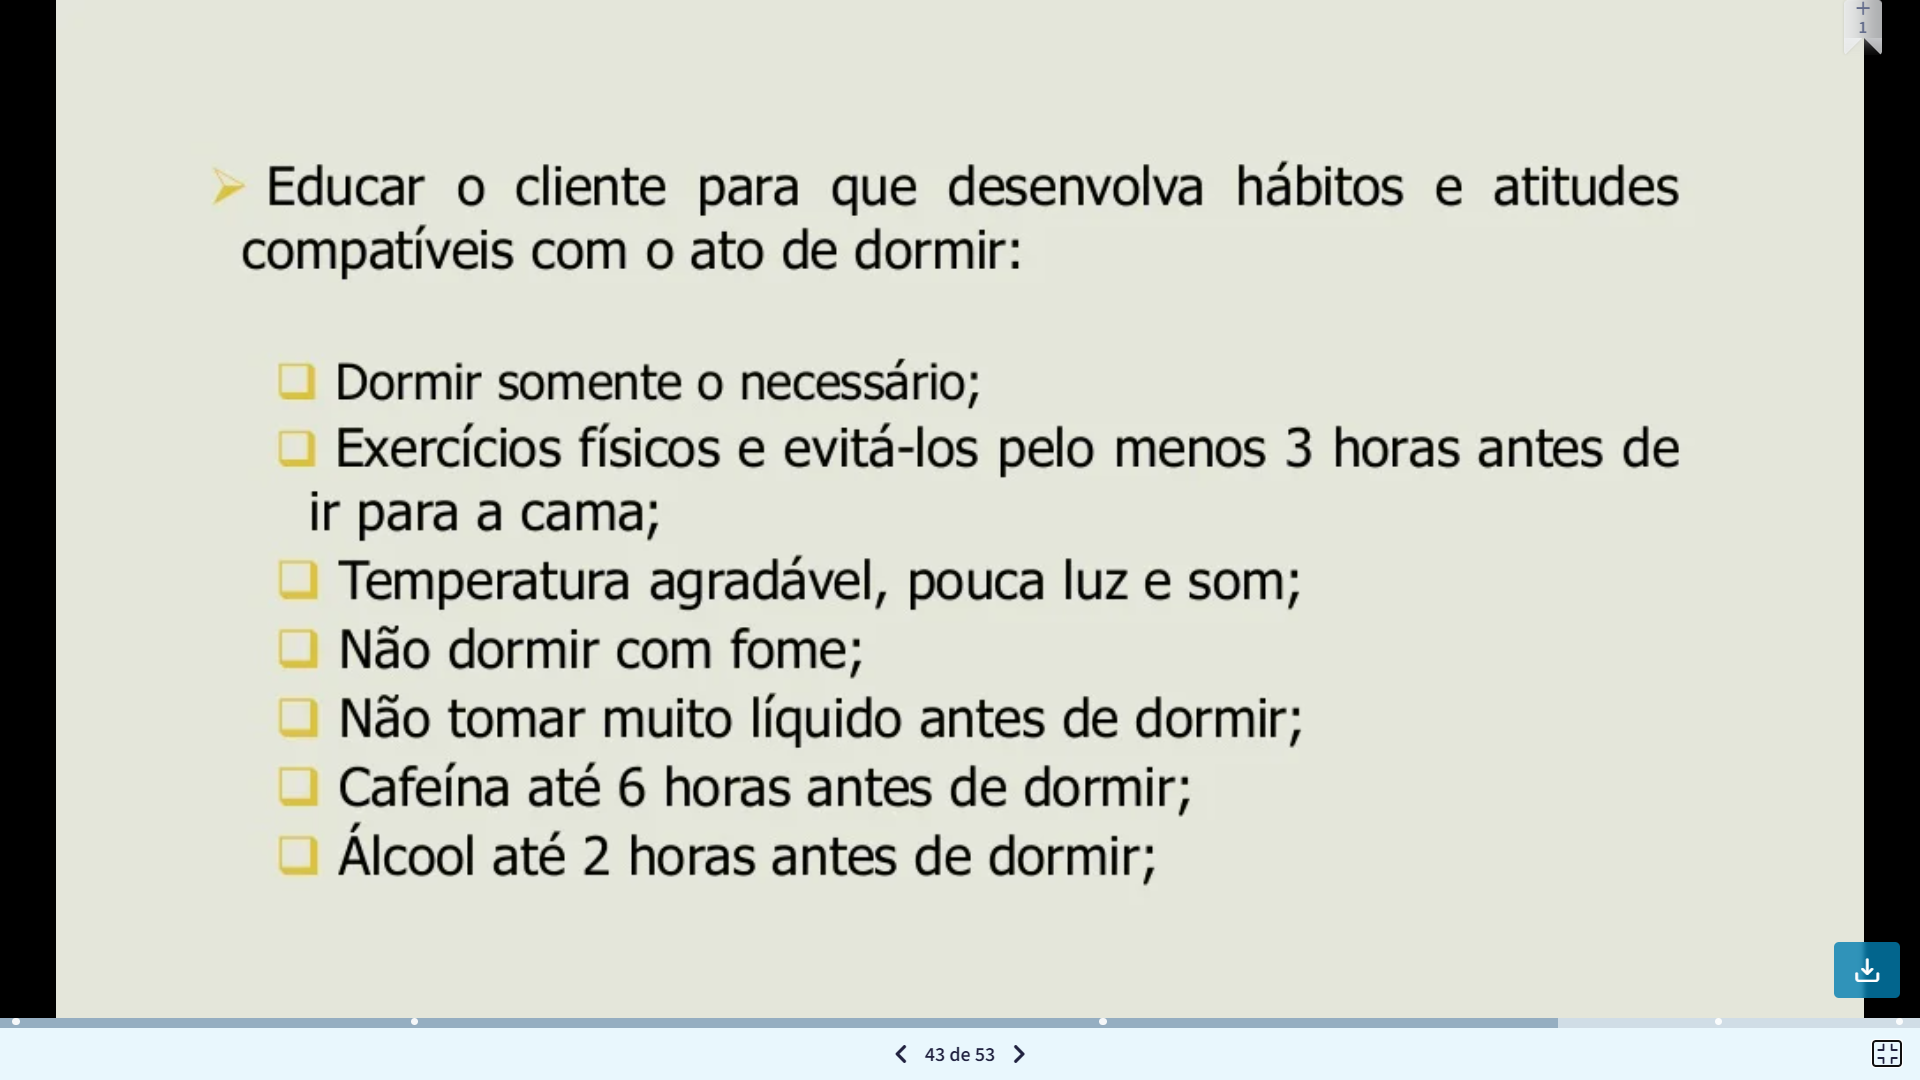 +
1
Educar o cliente para que desenvolva hábitos e atitudes
compatíveis com o ato de dormir:
Dormir somente o necessário;
Exercícios físicos e evitá-los pelo menos 3 horas antes de
ir para a cama;
Temperatura agradável, pouca luz e som;
Não dormir com fome;
Não tomar muito líquido antes de dormir;
Cafeína até 6 horas antes de dormir;
Álcool até 2 horas antes de dormir;
43 de 53